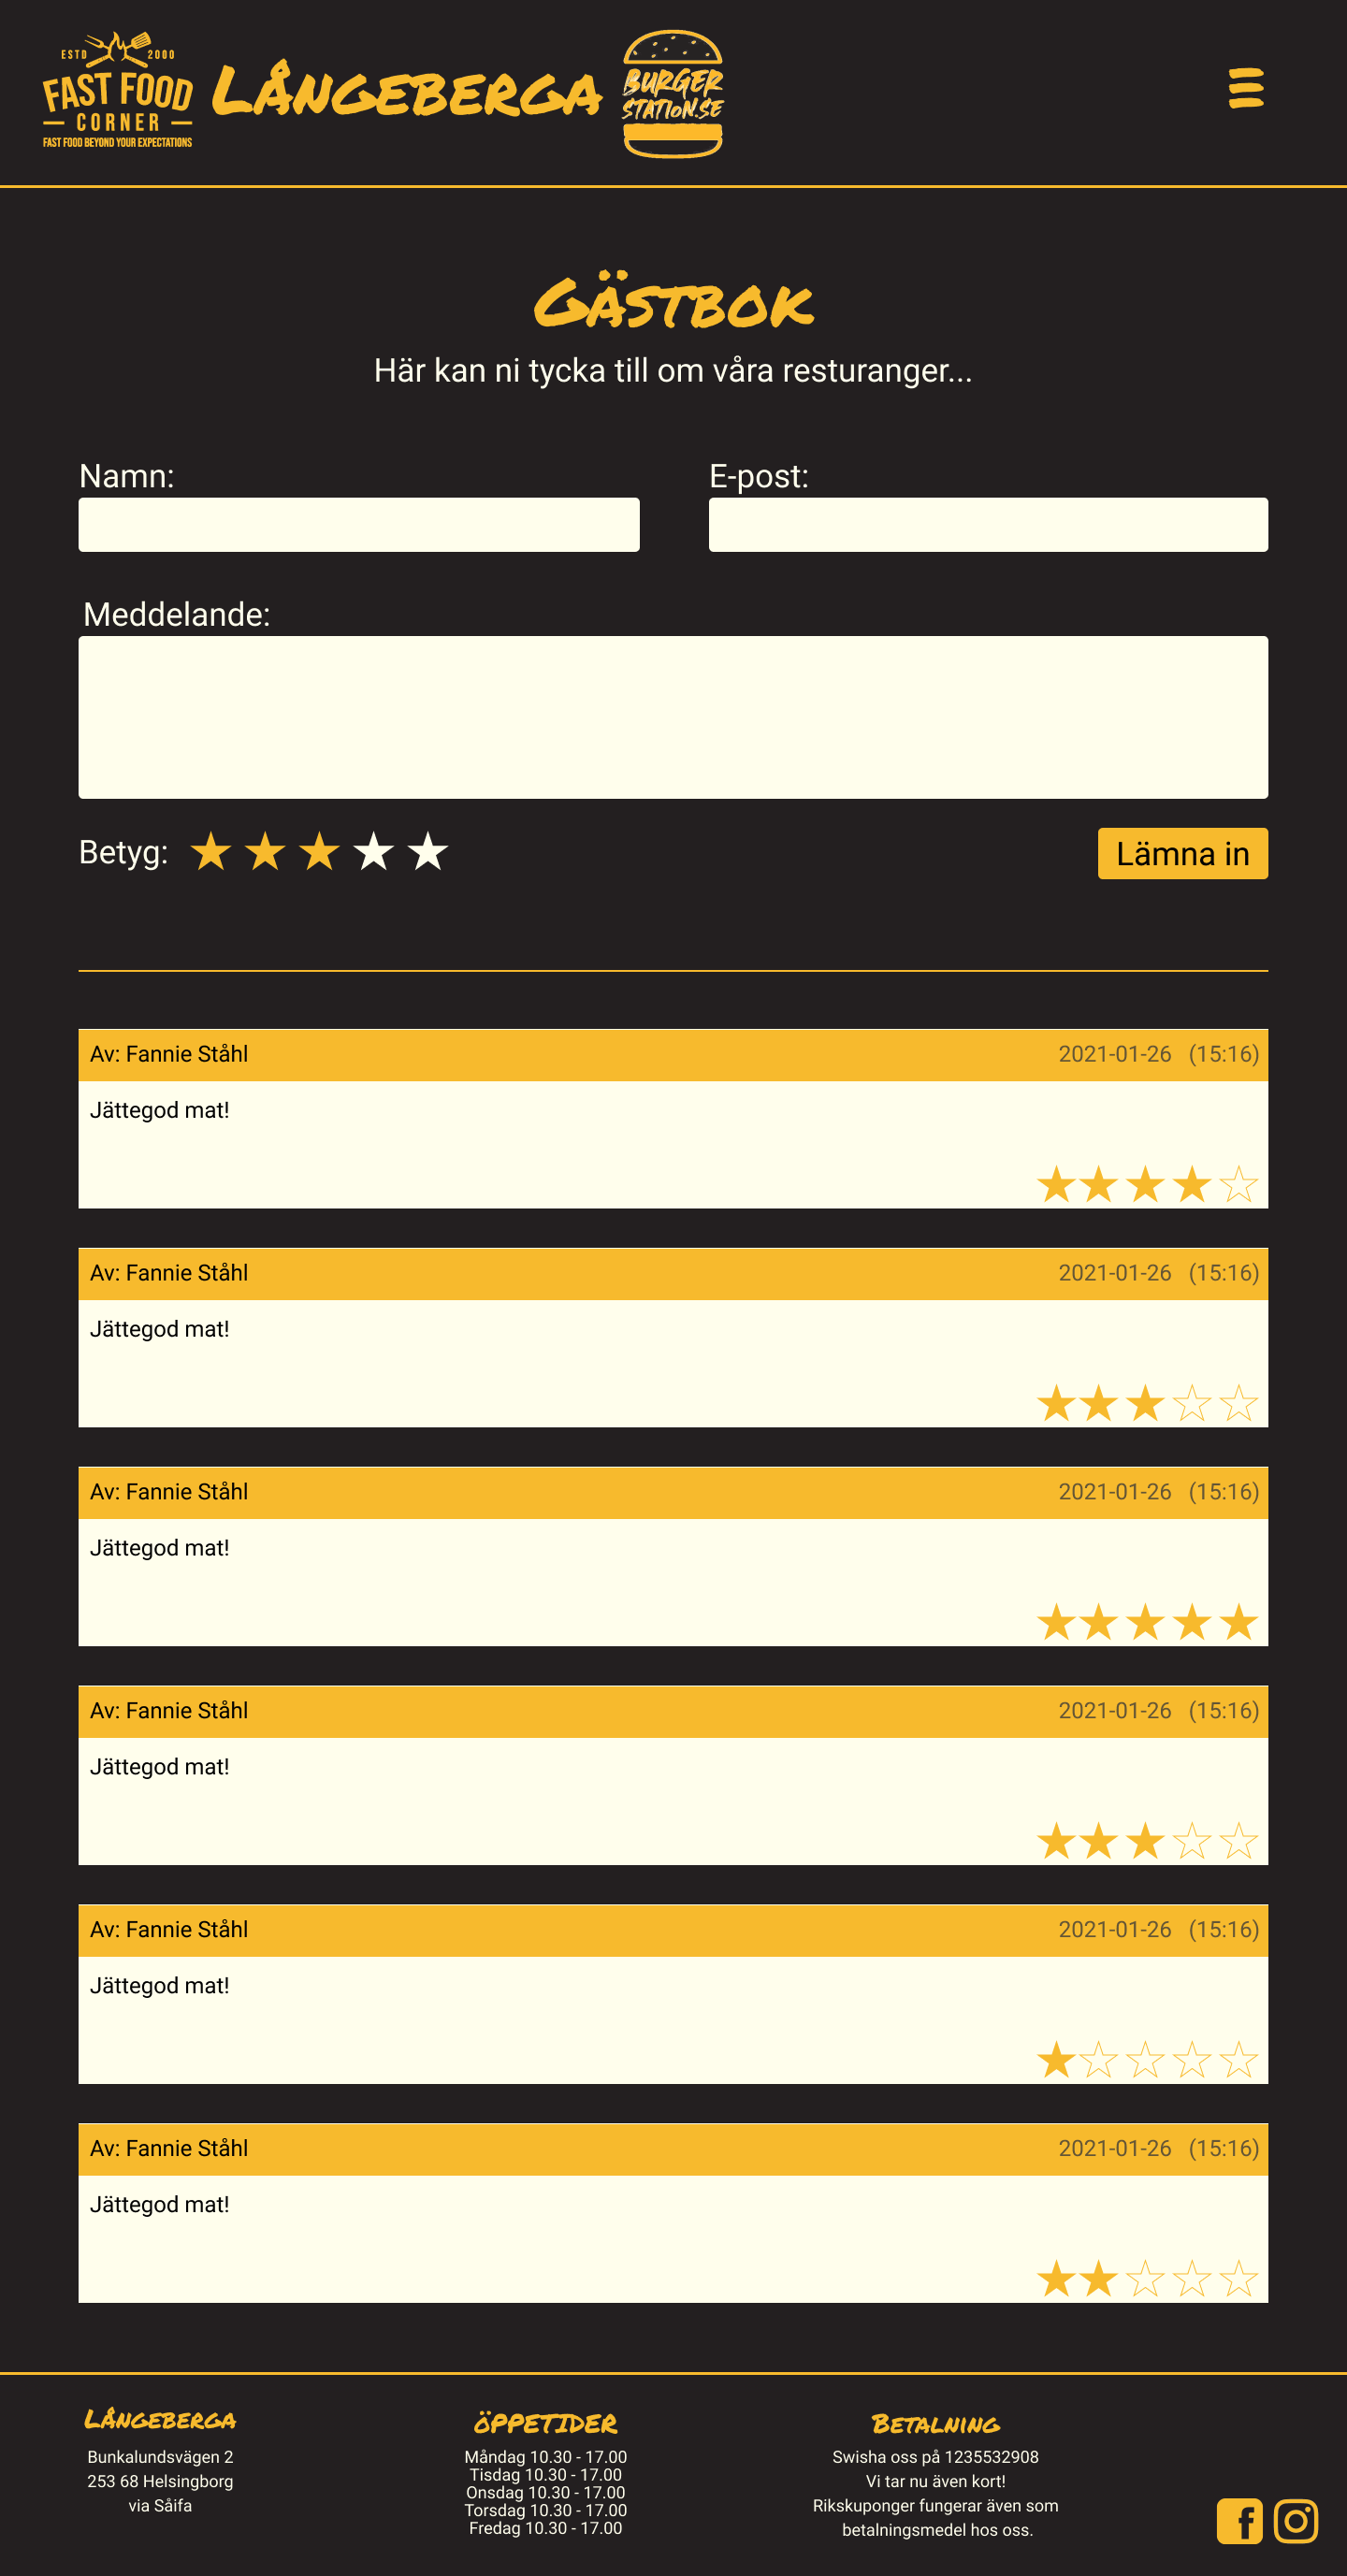 ESTD 2000
FAST FOOD
CORNER
FAST FOOD BEYOND YOUR EXPECTATIONS
LÅNGEBERGA
BURGER
STATION.SE
GÄSTBOK
Här kan ni tycka till om våra resturanger...
Namn:
E-post:
Meddelande:
Betyg:
Lämna in
Av: Fannie Ståhl 2021-01-26 (15:16)
Jättegod mat!
Av: Fannie Ståhl 2021-01-26 (15:16)
Jättegod mat!
Av: Fannie Ståhl 2021-01-26 (15:16)
Jättegod mat!
Av: Fannie Ståhl 2021-01-26 (15:16)
Jättegod mat!
Av: Fannie Ståhl 2021-01-26 (15:16)
Jättegod mat!
Av: Fannie Ståhl 2021-01-26 (15:16)
Jättegod mat!
LÅNGEBERGA
Bunkalundsvägen 2
253 68 Helsingborg
via Såifa
ÖPPETIDER
Måndag 10.30 - 17.00
Tisdag 10.30 - 17.00
Onsdag 10.30 - 17.00
Torsdag 10.30 - 17.00
Fredag 10.30 - 17.00
BETALNING
Swisha oss på 1235532908
Vi tar nu även kort!
Rikskuponger fungerar även som
betalningsmedel hos oss.